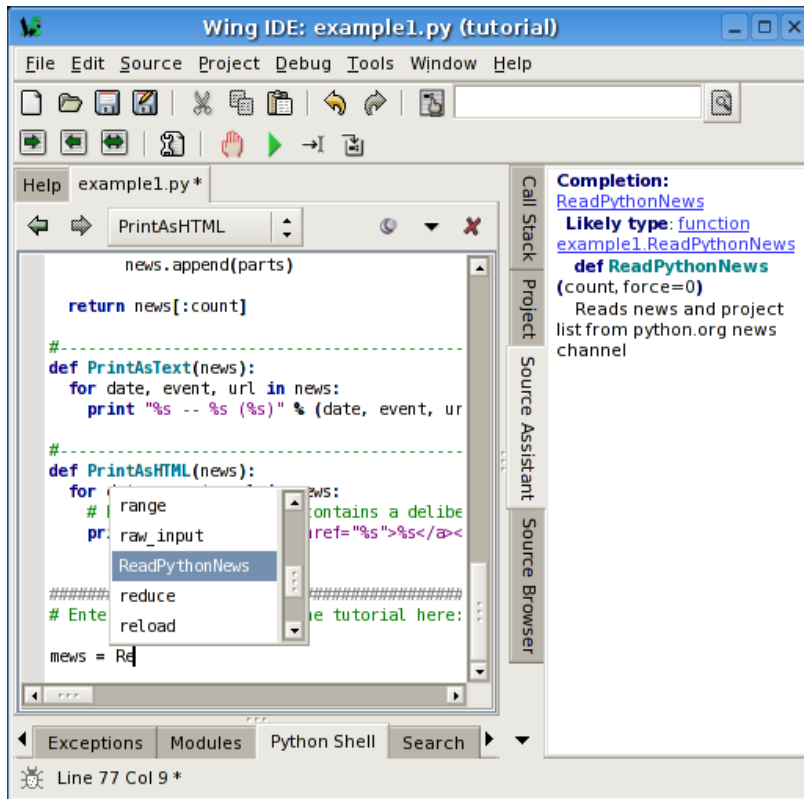 Wing IDE: example1.py (tutorial)
File Edit Source Project Debug Tools Window Help
Help example1.py*
PrintAsHTML
news.append(parts)
return news[:count]
#-----------------------------------------
def PrintAsText(news):
for date, event, url in news:
print "%s -- %s (%s)" % (date, event, ur
#-----------------------------------------
def PrintAsHTML(news):
for ews:
# contains a delibe
pr ref="%s">%s</a><
range
raw_input
ReadPythonNews
reduce
reload
#########################################
# Ente e tutorial here:
mews = Re
Call Stack
Project
Source Assistant
Source Browser
Completion:
ReadPythonNews
Likely type: function
example1.ReadPythonNews
def ReadPythonNews
(count, force=0)
Reads news and project
list from python.org news
channel
Exceptions Modules Python Shell Search
Line 77 Col 9 *